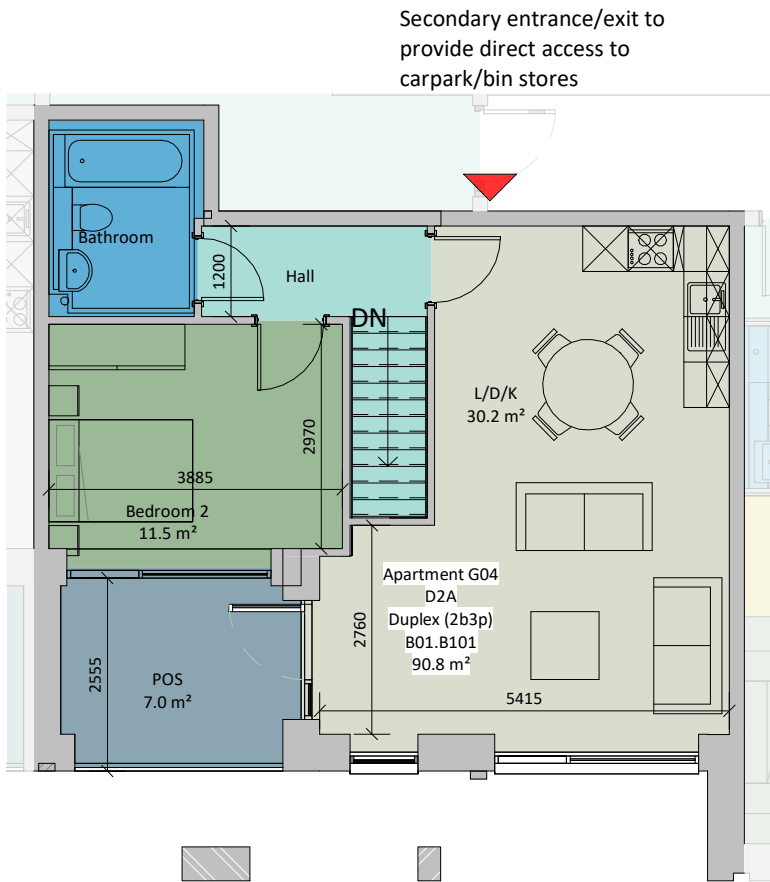 Secondary entrance/exit to
provide direct access to
carpark/bin stores
Bathroom
1200
Hall
DN
L/D/K
30.2 m²
2970
3885
Bedroom 2
11.5 m²
Apartment G04
D2A
Duplex (2b3p)
B01.B101
90.8 m²
2760
2555
POS
7.0 m²
5415